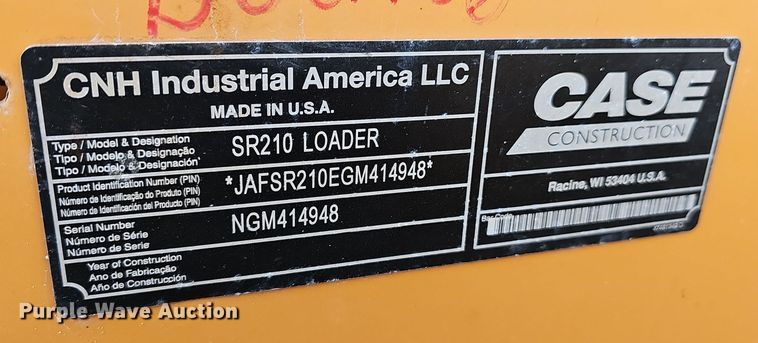 CNH Industrial America LLC
MADE IN U.S.A.
Type / Model & Designation
Tipo / Modelo & Designação
Tipo / Modelo & Designación
SR210 LOADER
Product Identification Number (PIN)
Número de Identificação do Produto (PIN)
Número de Identificación del Producto (PIN)
*JAFSR210EGM414948*
Serial Number
Número de Série
Número de Serie
NGM414948
Year of Construction
Ano de Fabricação
Año de Construcción
CASE
CONSTRUCTION
Racine, WI 53404 U.S.A.
Bar Code
Purple Wave Auction